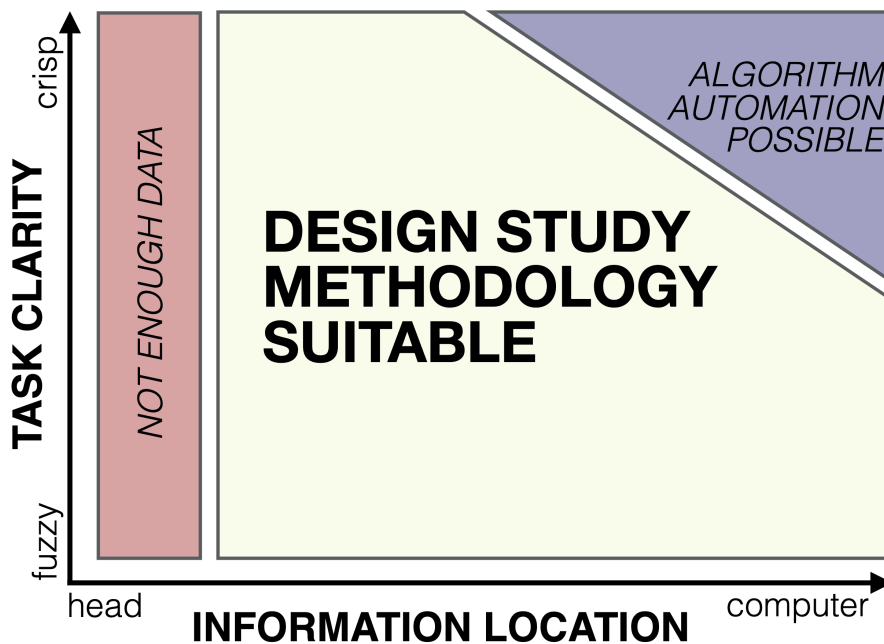 crisp
TASK CLARITY
fuzzy
NOT ENOUGH DATA
DESIGN STUDY
METHODOLOGY
SUITABLE
ALGORITHM
AUTOMATION
POSSIBLE
head
INFORMATION LOCATION
computer